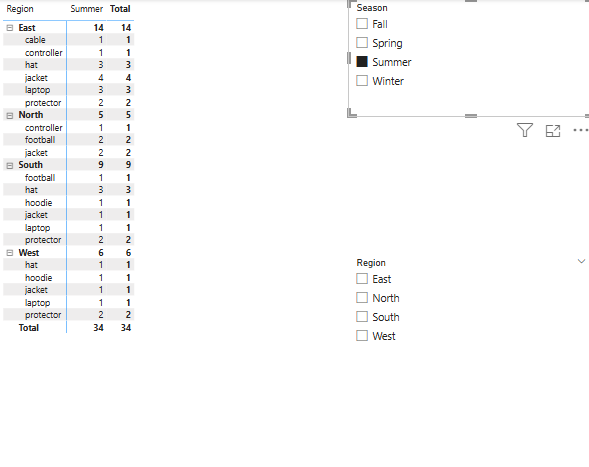 Region Summer Total
East 14 14
cable 1 1
controller 1 1
hat 3 3
jacket 4 4
laptop 3 3
protector 2 2
North 5 5
controller 1 1
football 2 2
jacket 2 2
South 9 9
football 1 1
hat 3 3
hoodie 1 1
jacket 1 1
laptop 1 1
protector 2 2
West 6 6
hat 1 1
hoodie 1 1
jacket 1 1
laptop 1 1
protector 2 2
Total 34 34
Season
Fall
Spring
Summer
Winter
Region
East
North
South
West